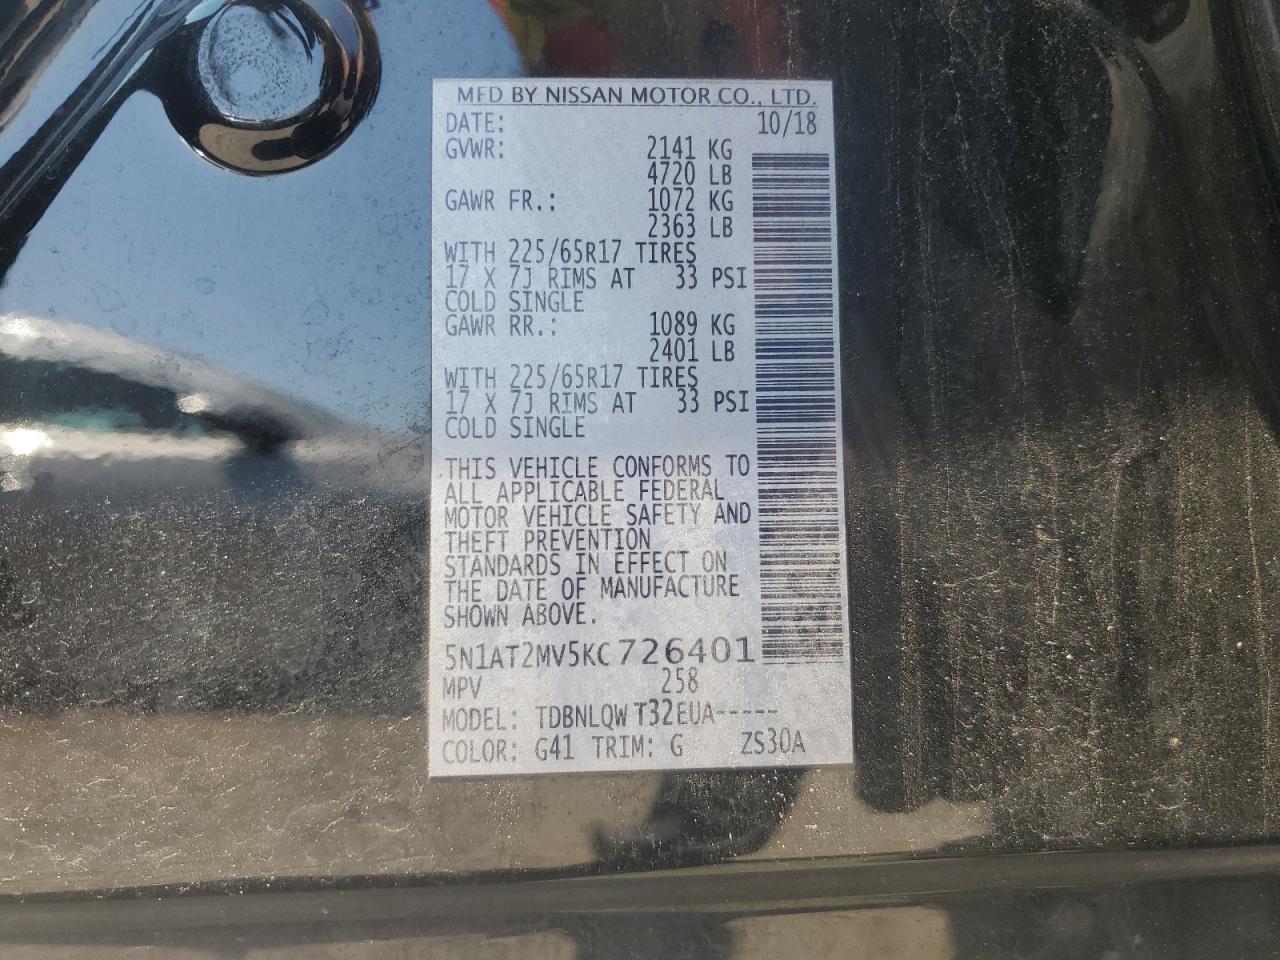 MFD BY NISSAN MOTOR CO., LTD.
DATE: 10/18
GVWR: 2141 KG
4720 LB
GAWR FR.: 1072 KG
2363 LB
WITH 225/65R17 TIRES
17 X 7J RIMS AT 33 PSI
COLD SINGLE
GAWR RR.: 1089 KG
2401 LB
WITH 225/65R17 TIRES
17 X 7J RIMS AT 33 PSI
COLD SINGLE
THIS VEHICLE CONFORMS TO
ALL APPLICABLE FEDERAL
MOTOR VEHICLE SAFETY AND
THEFT PREVENTION
STANDARDS IN EFFECT ON
THE DATE OF MANUFACTURE
SHOWN ABOVE.
5N1AT2MV5KC726401
MPV 258
MODEL: TDBNLQW T32EUA-----
COLOR: G41 TRIM: G ZS30A